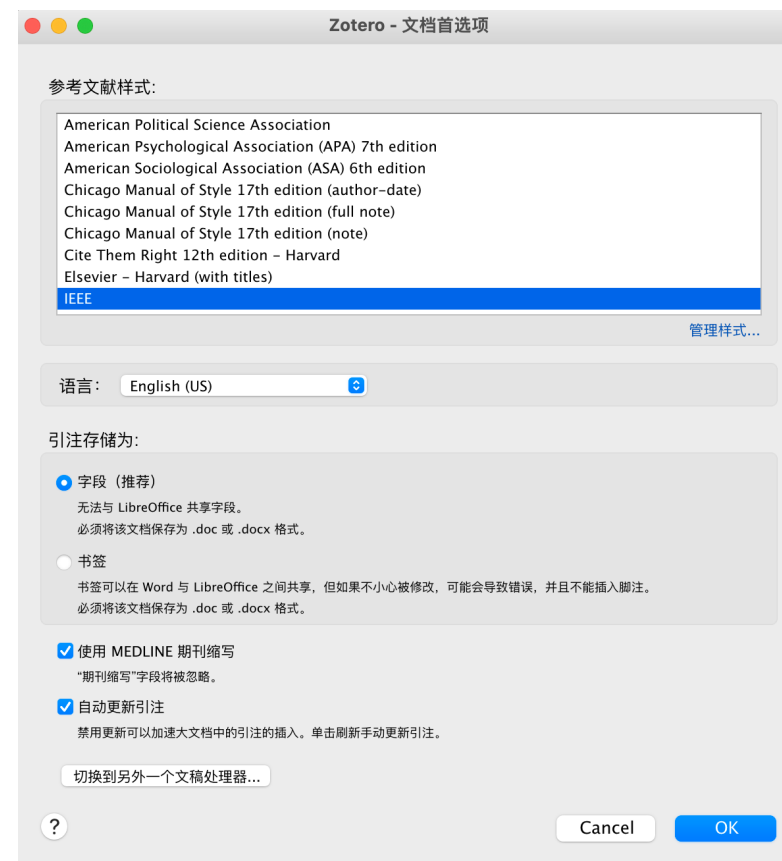 Zotero - 文档首选项
参考文献样式:
American Political Science Association
American Psychological Association (APA) 7th edition
American Sociological Association (ASA) 6th edition
Chicago Manual of Style 17th edition (author-date)
Chicago Manual of Style 17th edition (full note)
Chicago Manual of Style 17th edition (note)
Cite Them Right 12th edition - Harvard
Elsevier - Harvard (with titles)
IEEE
管理样式...
语言: English (US)
引注存储为:
字段（推荐）
无法与 LibreOffice 共享字段。
必须将该文档保存为 .doc 或 .docx 格式。
书签
书签可以在 Word 与 LibreOffice 之间共享，但如果不小心被修改，可能会导致错误，并且不能插入脚注。
必须将该文档保存为 .doc 或 .docx 格式。
使用 MEDLINE 期刊缩写
“期刊缩写”字段将被忽略。
自动更新引注
禁用更新可以加速大文档中的引注的插入。单击刷新手动更新引注。
切换到另外一个文稿处理器...
? Cancel OK